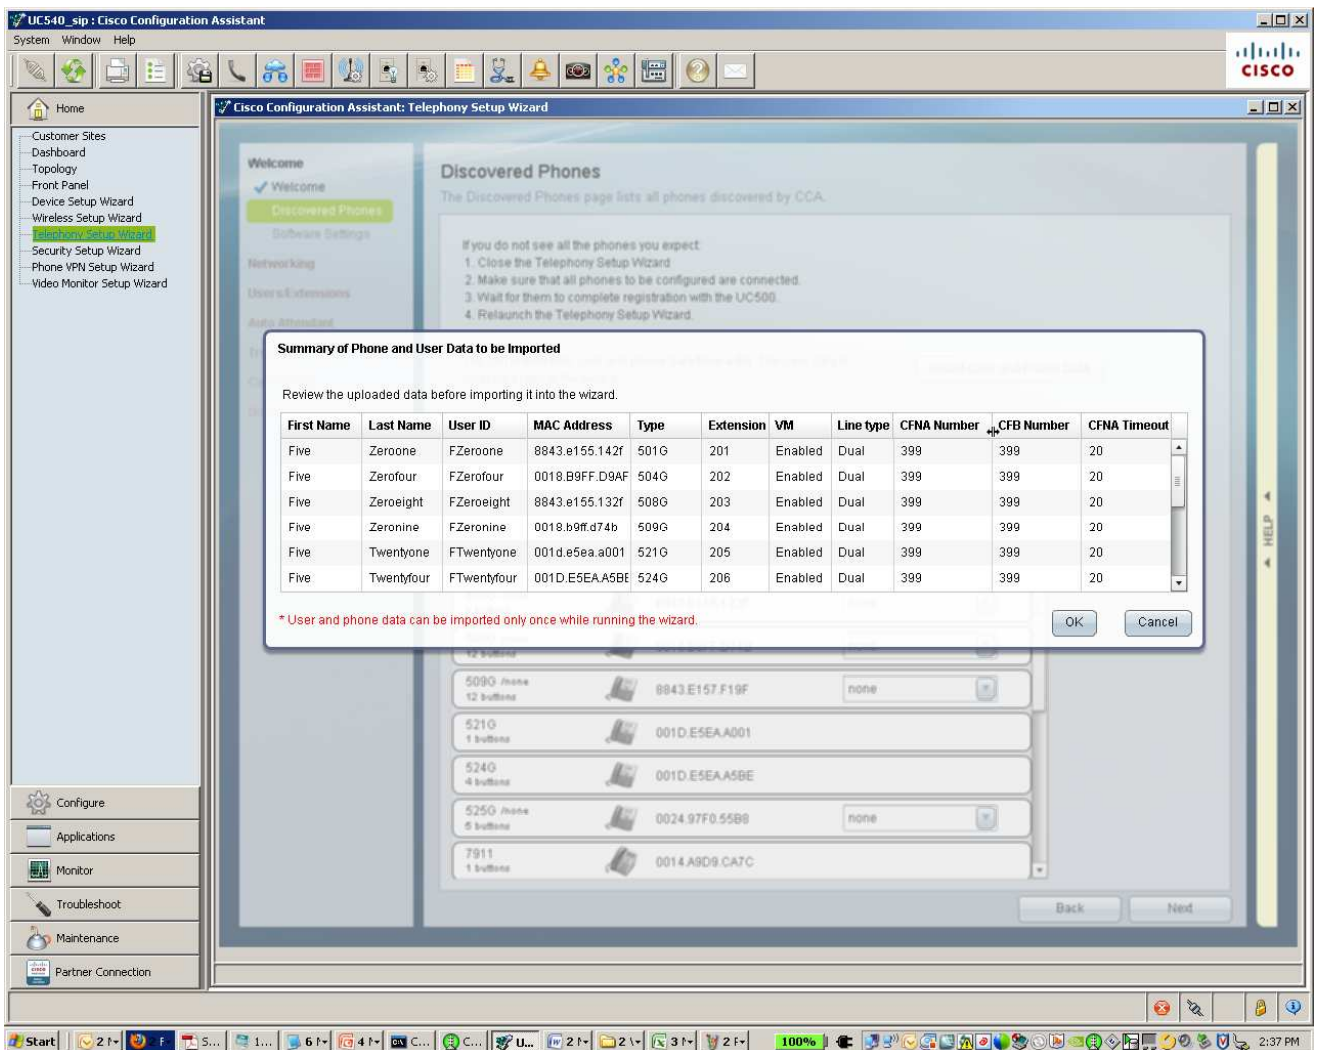 UC540_sip : Cisco Configuration Assistant
System Window Help
CISCO
Home
Customer Sites
Dashboard
Topology
Front Panel
Device Setup Wizard
Wireless Setup Wizard
Telephony Setup Wizard
Security Setup Wizard
Phone VPN Setup Wizard
Video Monitor Setup Wizard
Configure
Applications
Monitor
Troubleshoot
Maintenance
Partner Connection
Cisco Configuration Assistant: Telephony Setup Wizard
Welcome
Welcome
Discovered Phones
Software Settings
Networking
Users/Extensions
Auto Attendant
Discovered Phones
The Discovered Phones page lists all phones discovered by CCA.
If you do not see all the phones you expect:
1. Close the Telephony Setup Wizard
2. Make sure that all phones to be configured are connected.
3. Wait for them to complete registration with the UC500.
4. Relaunch the Telephony Setup Wizard.
Summary of Phone and User Data to be Imported
Review the uploaded data before importing it into the wizard.
First Name Last Name User ID MAC Address Type Extension VM Line type CFNA Number CFB Number CFNA Timeout
Five Zeroone FZeroone 8843.e155.142f 501G 201 Enabled Dual 399 399 20
Five Zerofour FZerofour 0018.B9FF.D9AF 504G 202 Enabled Dual 399 399 20
Five Zeroeight FZeroeight 8843.e155.132f 508G 203 Enabled Dual 399 399 20
Five Zeronine FZeronine 0018.b9ff.d74b 509G 204 Enabled Dual 399 399 20
Five Twentyone FTwentyone 001d.e5ea.a001 521G 205 Enabled Dual 399 399 20
Five Twentyfour FTwentyfour 001D.E5EA.A5BE 524G 206 Enabled Dual 399 399 20
* User and phone data can be imported only once while running the wizard.
OK Cancel
12 buttons
509G /none
12 buttons
8843.E157.F19F
none
521G
1 buttons
001D.E5EA.A001
524G
4 buttons
001D.E5EA.A5BE
525G /none
5 buttons
0024.97F0.55B8
none
7911
1 buttons
0014.A9D9.CA7C
Back Next
HELP
Start
100%
2:37 PM